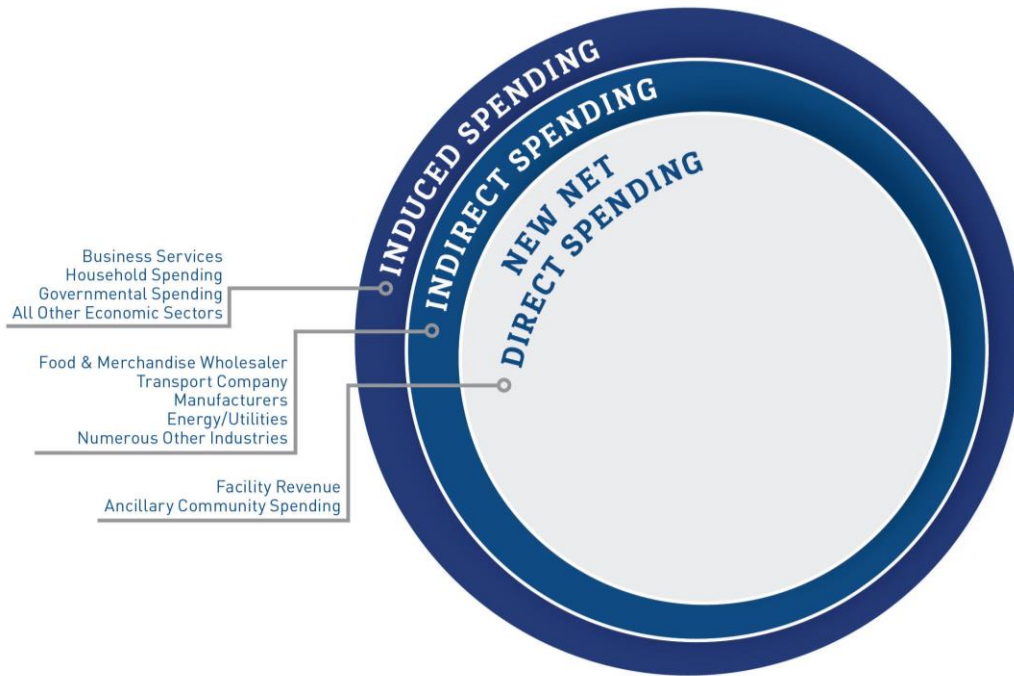 INDUCED SPENDING
INDIRECT SPENDING
NEW NET
DIRECT SPENDING
Business Services
Household Spending
Governmental Spending
All Other Economic Sectors
Food & Merchandise Wholesaler
Transport Company
Manufacturers
Energy/Utilities
Numerous Other Industries
Facility Revenue
Ancillary Community Spending